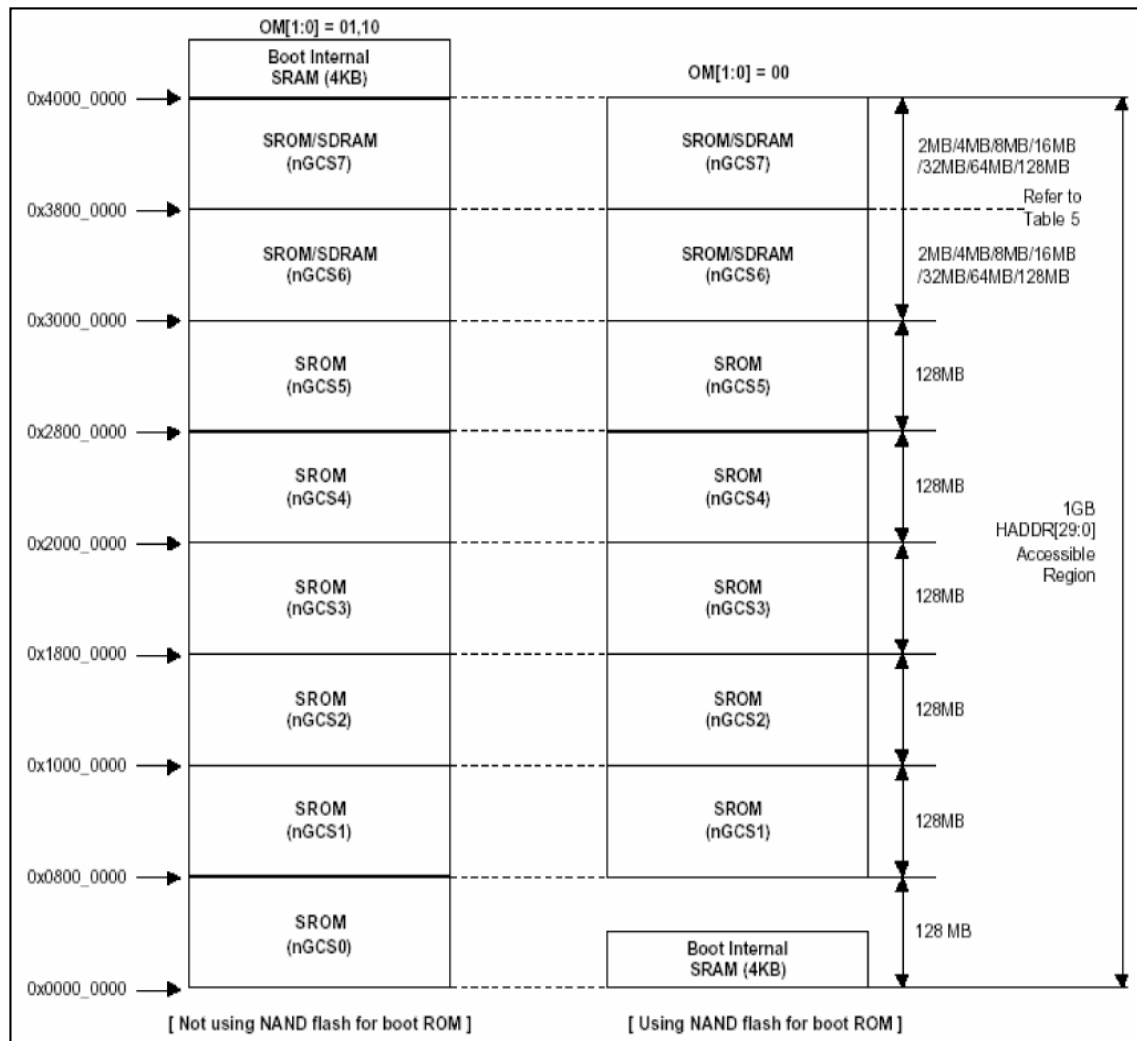 OM[1:0] = 01,10
Boot Internal
SRAM (4KB)
OM[1:0] = 00
0x4000_0000
SROM/SDRAM
(nGCS7)
SROM/SDRAM
(nGCS7)
2MB/4MB/8MB/16MB
/32MB/64MB/128MB
0x3800_0000
Refer to
Table 5
SROM/SDRAM
(nGCS6)
SROM/SDRAM
(nGCS6)
2MB/4MB/8MB/16MB
/32MB/64MB/128MB
0x3000_0000
SROM
(nGCS5)
SROM
(nGCS5)
128MB
0x2800_0000
SROM
(nGCS4)
SROM
(nGCS4)
128MB
1GB
HADDR[29:0]
Accessible
Region
0x2000_0000
SROM
(nGCS3)
SROM
(nGCS3)
128MB
0x1800_0000
SROM
(nGCS2)
SROM
(nGCS2)
128MB
0x1000_0000
SROM
(nGCS1)
SROM
(nGCS1)
128MB
0x0800_0000
SROM
(nGCS0)
Boot Internal
SRAM (4KB)
128 MB
0x0000_0000
[ Not using NAND flash for boot ROM ]
[ Using NAND flash for boot ROM ]